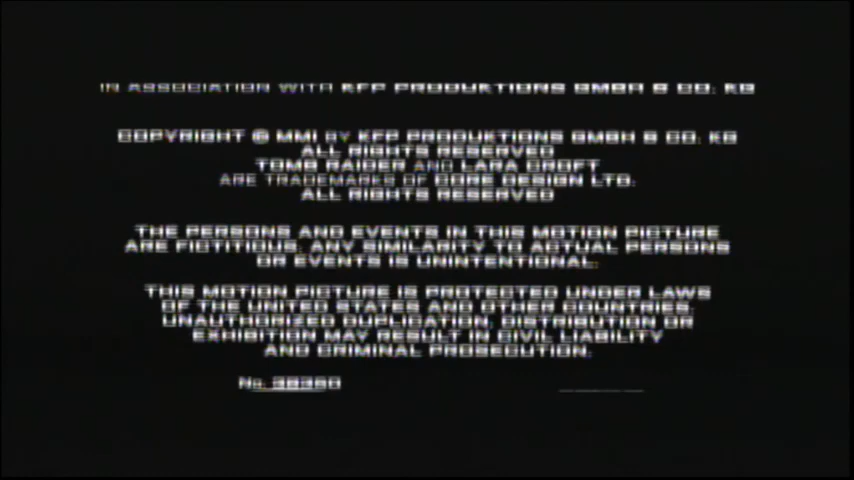 IN ASSOCIATION WITH KFP PRODUKTIONS GMBH & CO. KG
COPYRIGHT © MMI BY KFP PRODUKTIONS GMBH & CO. KG
ALL RIGHTS RESERVED
TOMB RAIDER AND LARA CROFT
ARE TRADEMARKS OF CORE DESIGN LTD.
ALL RIGHTS RESERVED
THE PERSONS AND EVENTS IN THIS MOTION PICTURE
ARE FICTITIOUS. ANY SIMILARITY TO ACTUAL PERSONS
OR EVENTS IS UNINTENTIONAL.
THIS MOTION PICTURE IS PROTECTED UNDER LAWS
OF THE UNITED STATES AND OTHER COUNTRIES.
UNAUTHORIZED DUPLICATION, DISTRIBUTION OR
EXHIBITION MAY RESULT IN CIVIL LIABILITY
AND CRIMINAL PROSECUTION.
No.